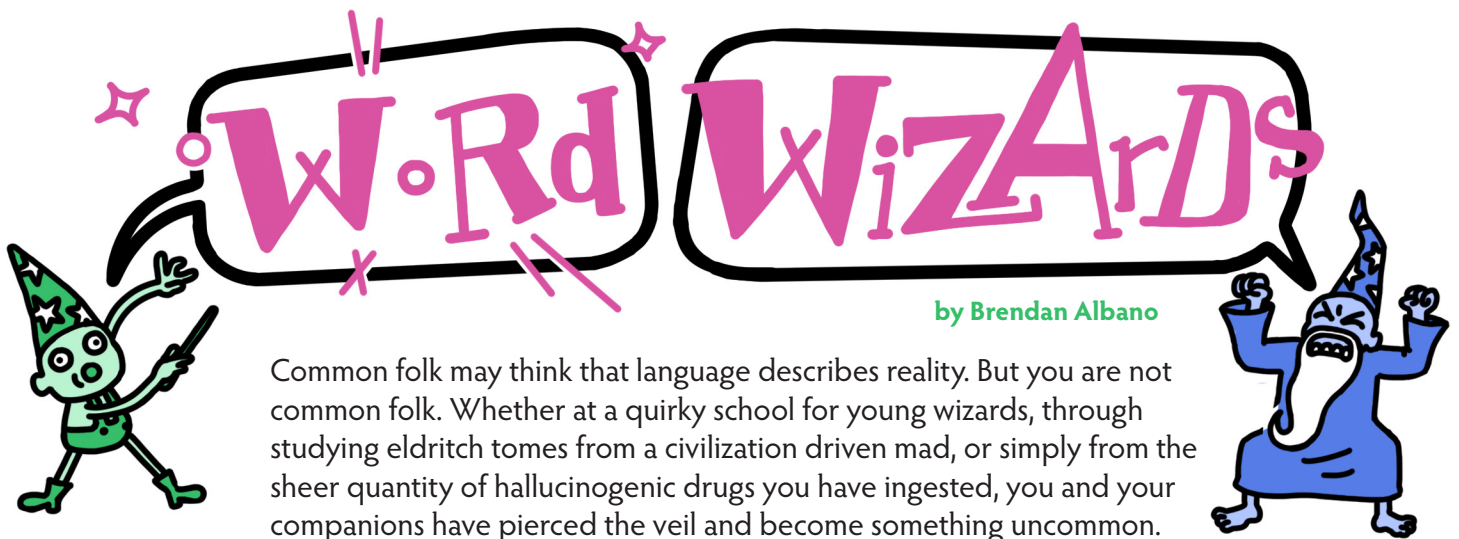 WoRd WizArDs
by Brendan Albano
Common folk may think that language describes reality. But you are not
common folk. Whether at a quirky school for young wizards, through
studying eldritch tomes from a civilization driven mad, or simply from the
sheer quantity of hallucinogenic drugs you have ingested, you and your
companions have pierced the veil and become something uncommon.